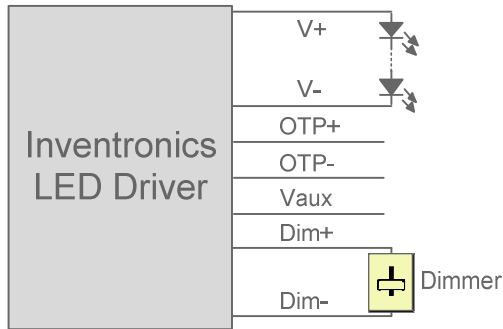 V+
V-
OTP+
Inventronics
LED Driver
OTP-
Vaux
Dim+
Dimmer
Dim-